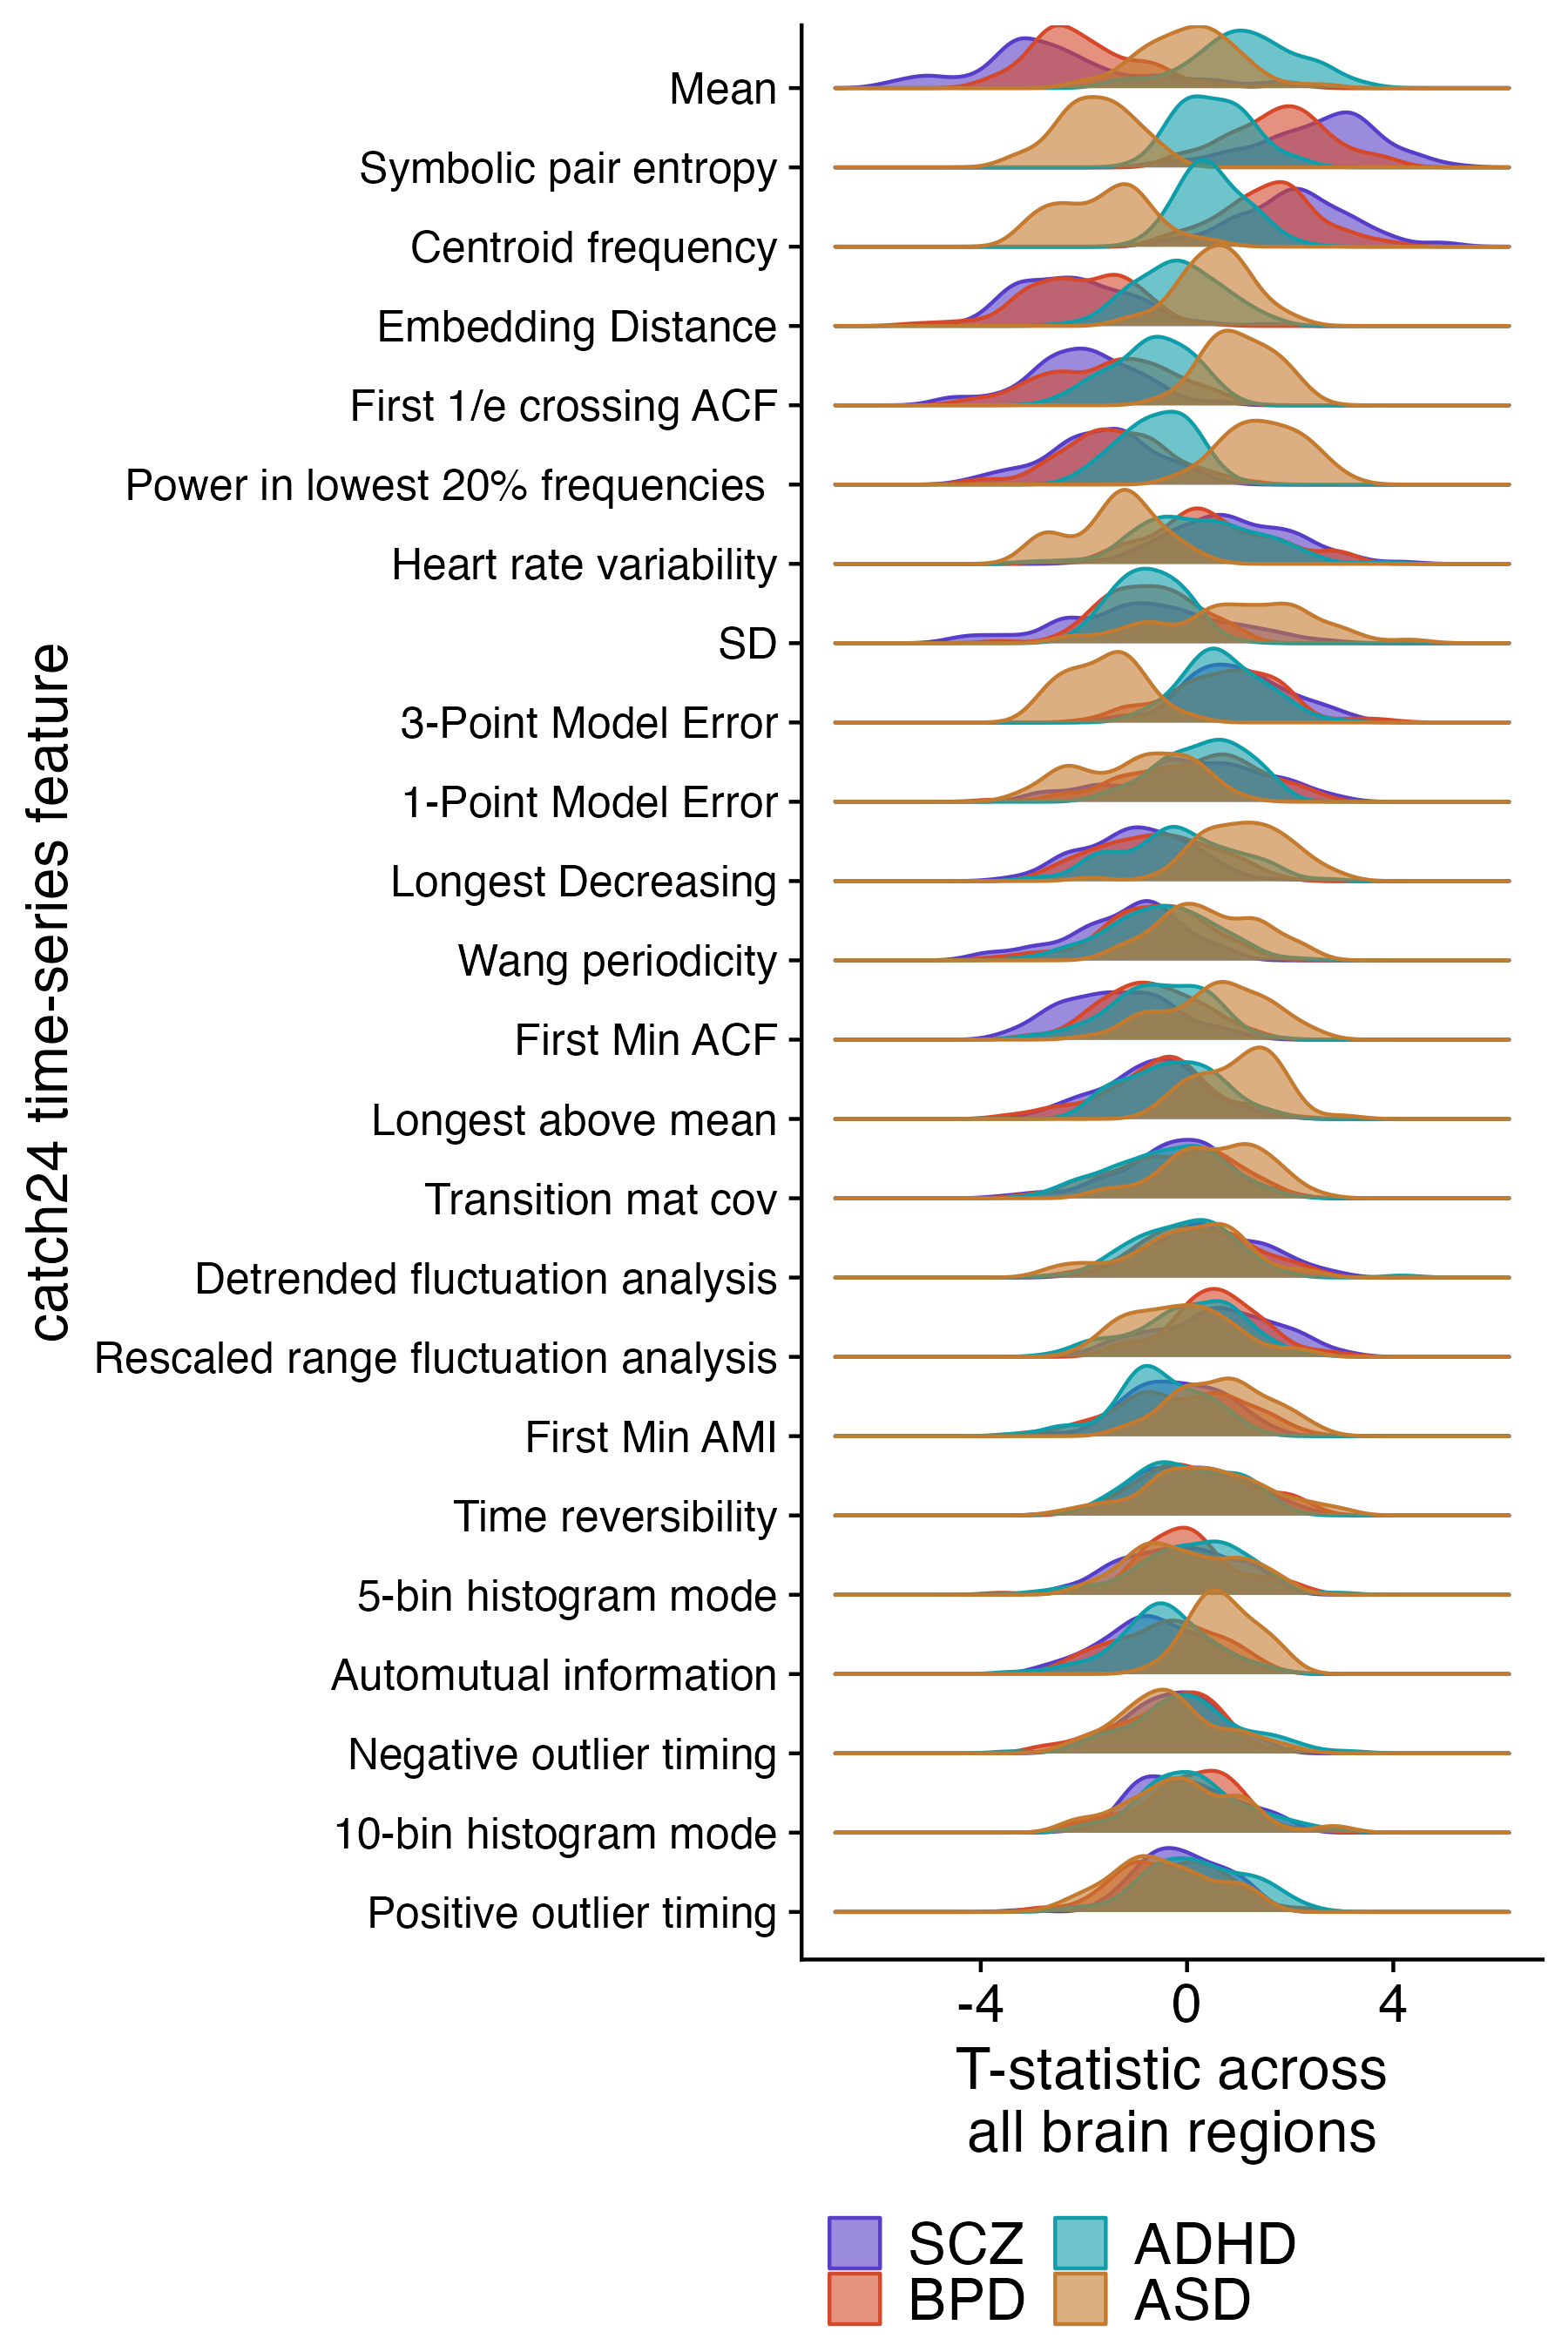 catch24 time-series feature
Mean
Symbolic pair entropy
Centroid frequency
Embedding Distance
First 1/e crossing ACF
Power in lowest 20% frequencies
Heart rate variability
SD
3-Point Model Error
1-Point Model Error
Longest Decreasing
Wang periodicity
First Min ACF
Longest above mean
Transition mat cov
Detrended fluctuation analysis
Rescaled range fluctuation analysis
First Min AMI
Time reversibility
5-bin histogram mode
Automutual information
Negative outlier timing
10-bin histogram mode
Positive outlier timing
-4 0 4
T-statistic across
all brain regions
SCZ ADHD
BPD ASD